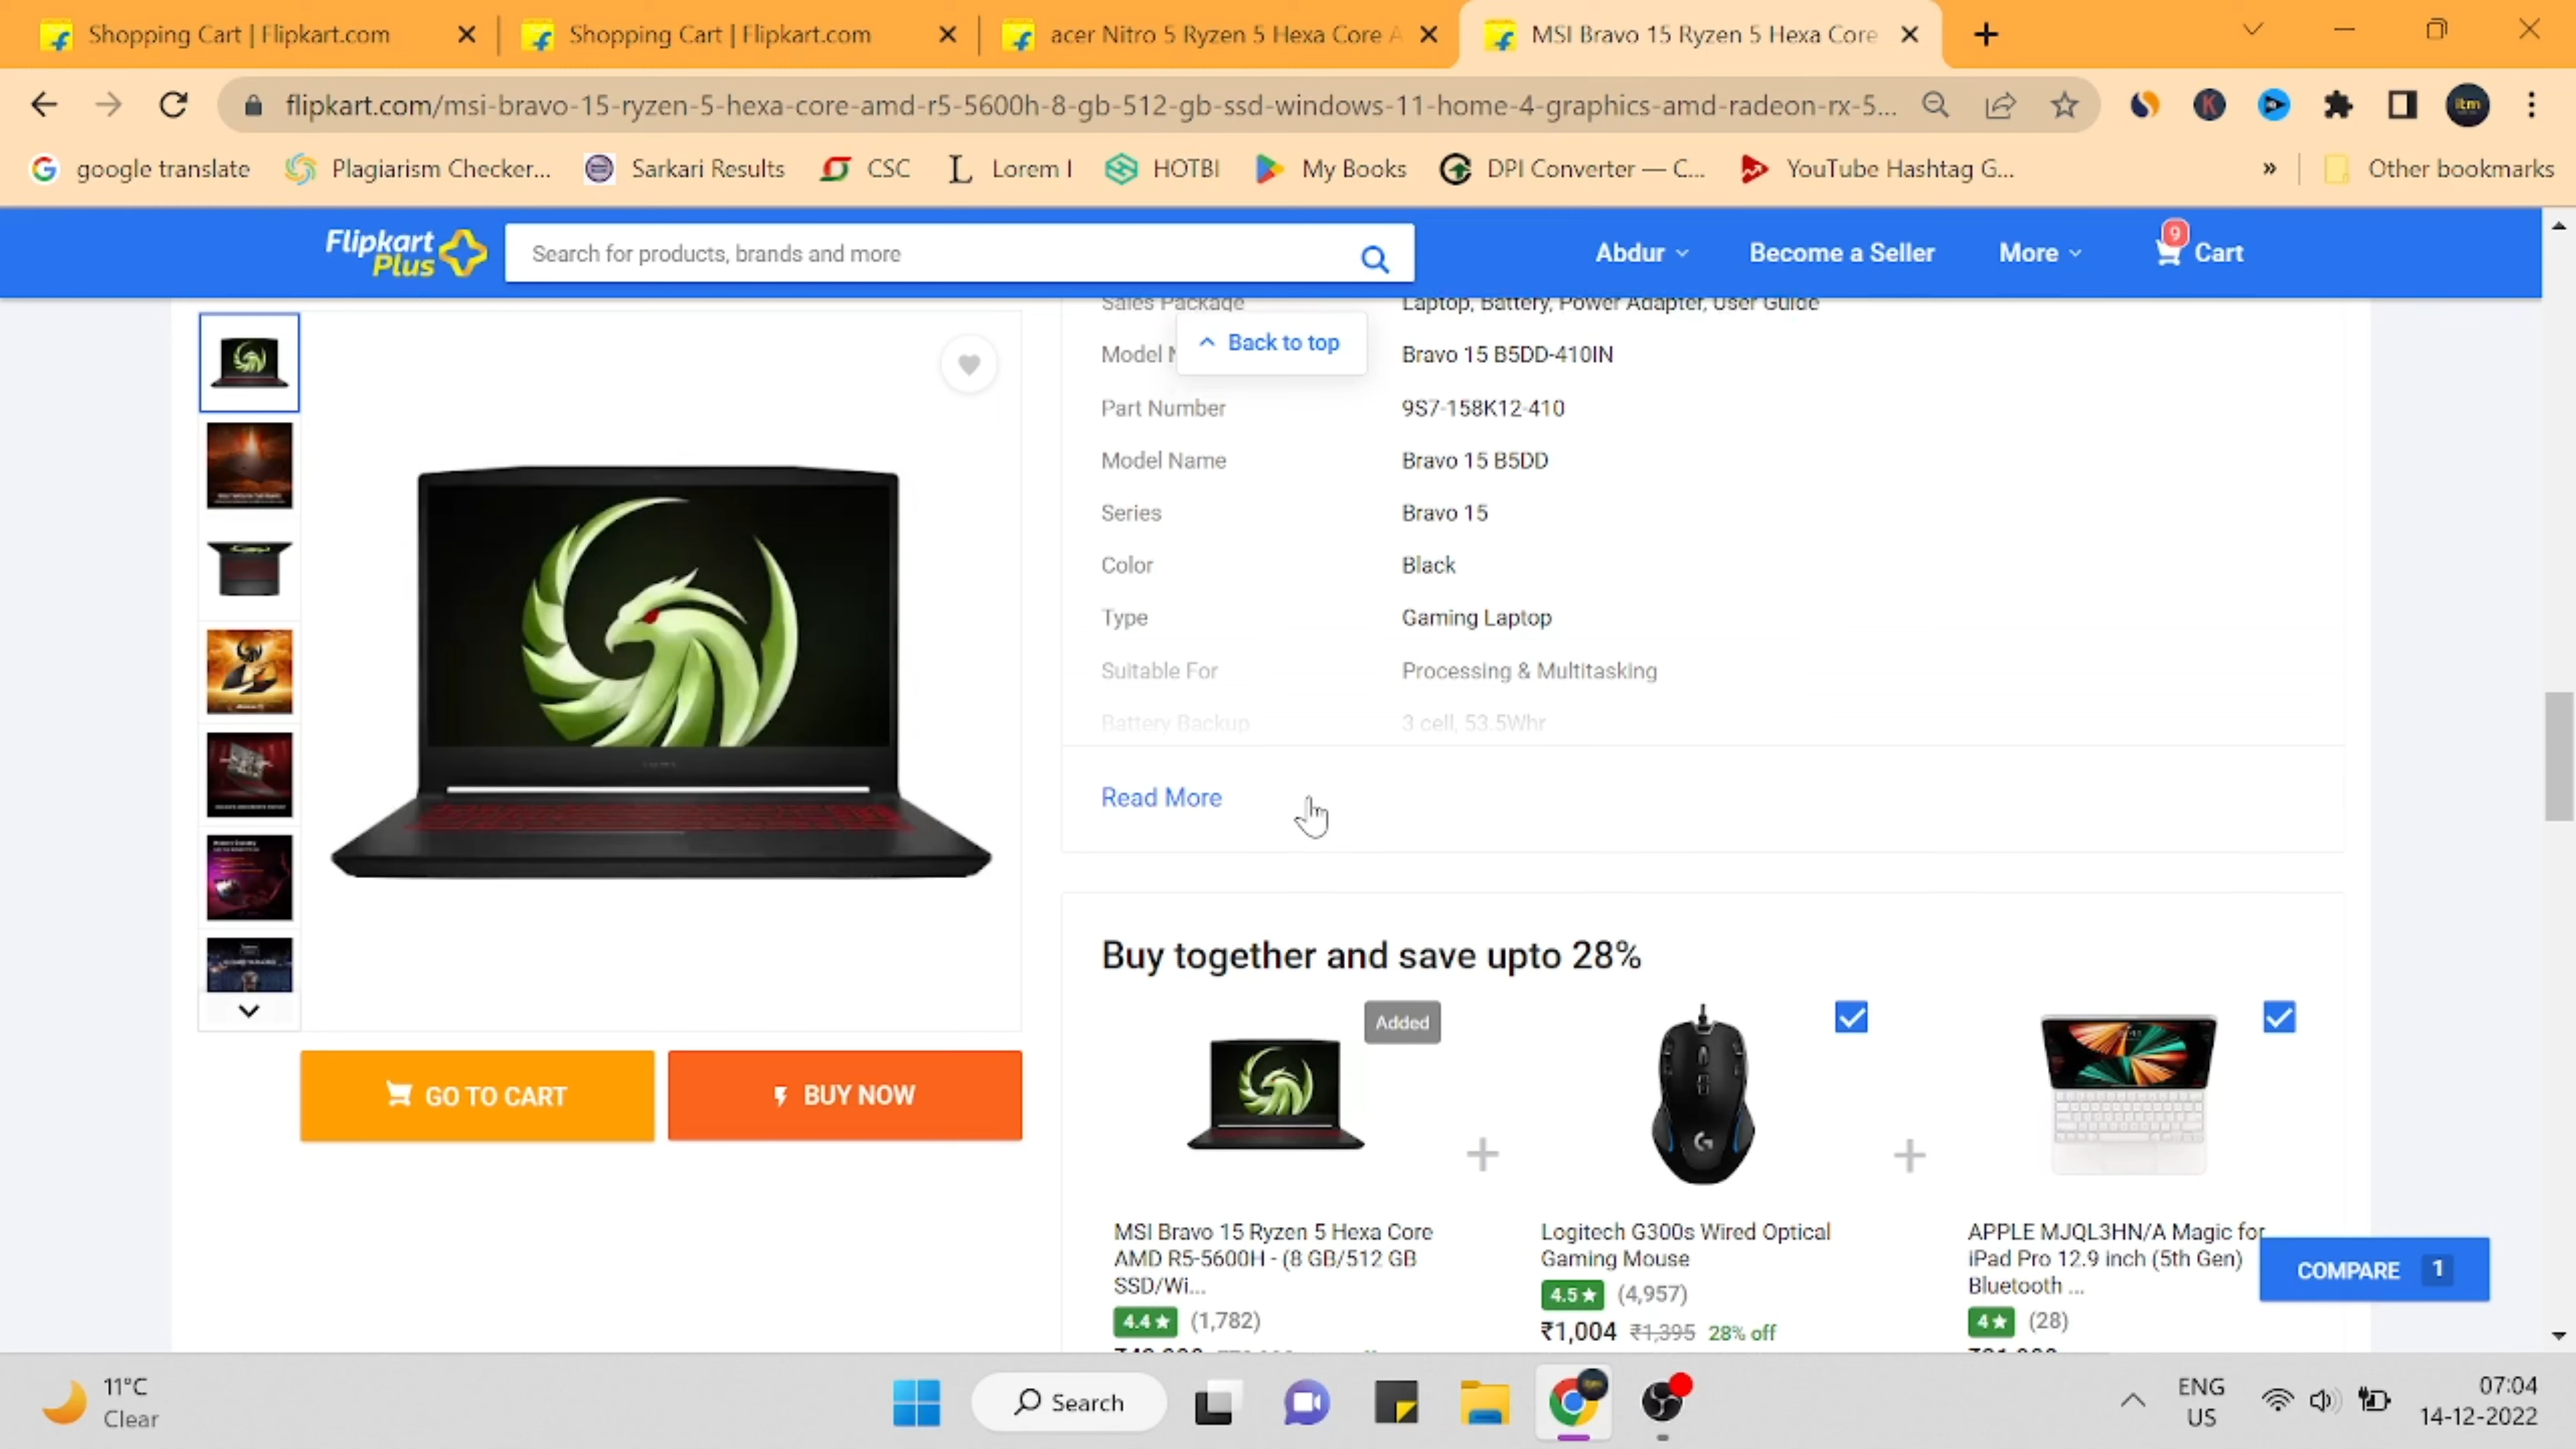 Shopping Cart | Flipkart.com
Shopping Cart | Flipkart.com
acer Nitro 5 Ryzen 5 Hexa Core A
MSI Bravo 15 Ryzen 5 Hexa Core
flipkart.com/msi-bravo-15-ryzen-5-hexa-core-amd-r5-5600h-8-gb-512-gb-ssd-windows-11-home-4-graphics-amd-radeon-rx-5...
K
itm
google translate
Plagiarism Checker...
Sarkari Results
CSC
Lorem I
HOTBI
My Books
DPI Converter — C...
YouTube Hashtag G...
»
Other bookmarks
Flipkart
Plus
Search for products, brands and more
Abdur
Become a Seller
More
9
Cart
Sales Package Laptop, Battery, Power Adapter, User Guide
Back to top
Model N Bravo 15 B5DD-410IN
Part Number 9S7-158K12-410
Model Name Bravo 15 B5DD
Series Bravo 15
Color Black
Type Gaming Laptop
Suitable For Processing & Multitasking
Battery Backup 3 cell, 53.5Whr
Read More
GO TO CART
BUY NOW
Buy together and save upto 28%
Added
MSI Bravo 15 Ryzen 5 Hexa Core
AMD R5-5600H - (8 GB/512 GB
SSD/Wi...
4.4★ (1,782)
+
Logitech G300s Wired Optical
Gaming Mouse
4.5★ (4,957)
₹1,004 ₹1,395 28% off
+
APPLE MJQL3HN/A Magic for
iPad Pro 12.9 inch (5th Gen)
Bluetooth ...
4★ (28)
COMPARE 1
11°C
Clear
Search
ENG
US
07:04
14-12-2022